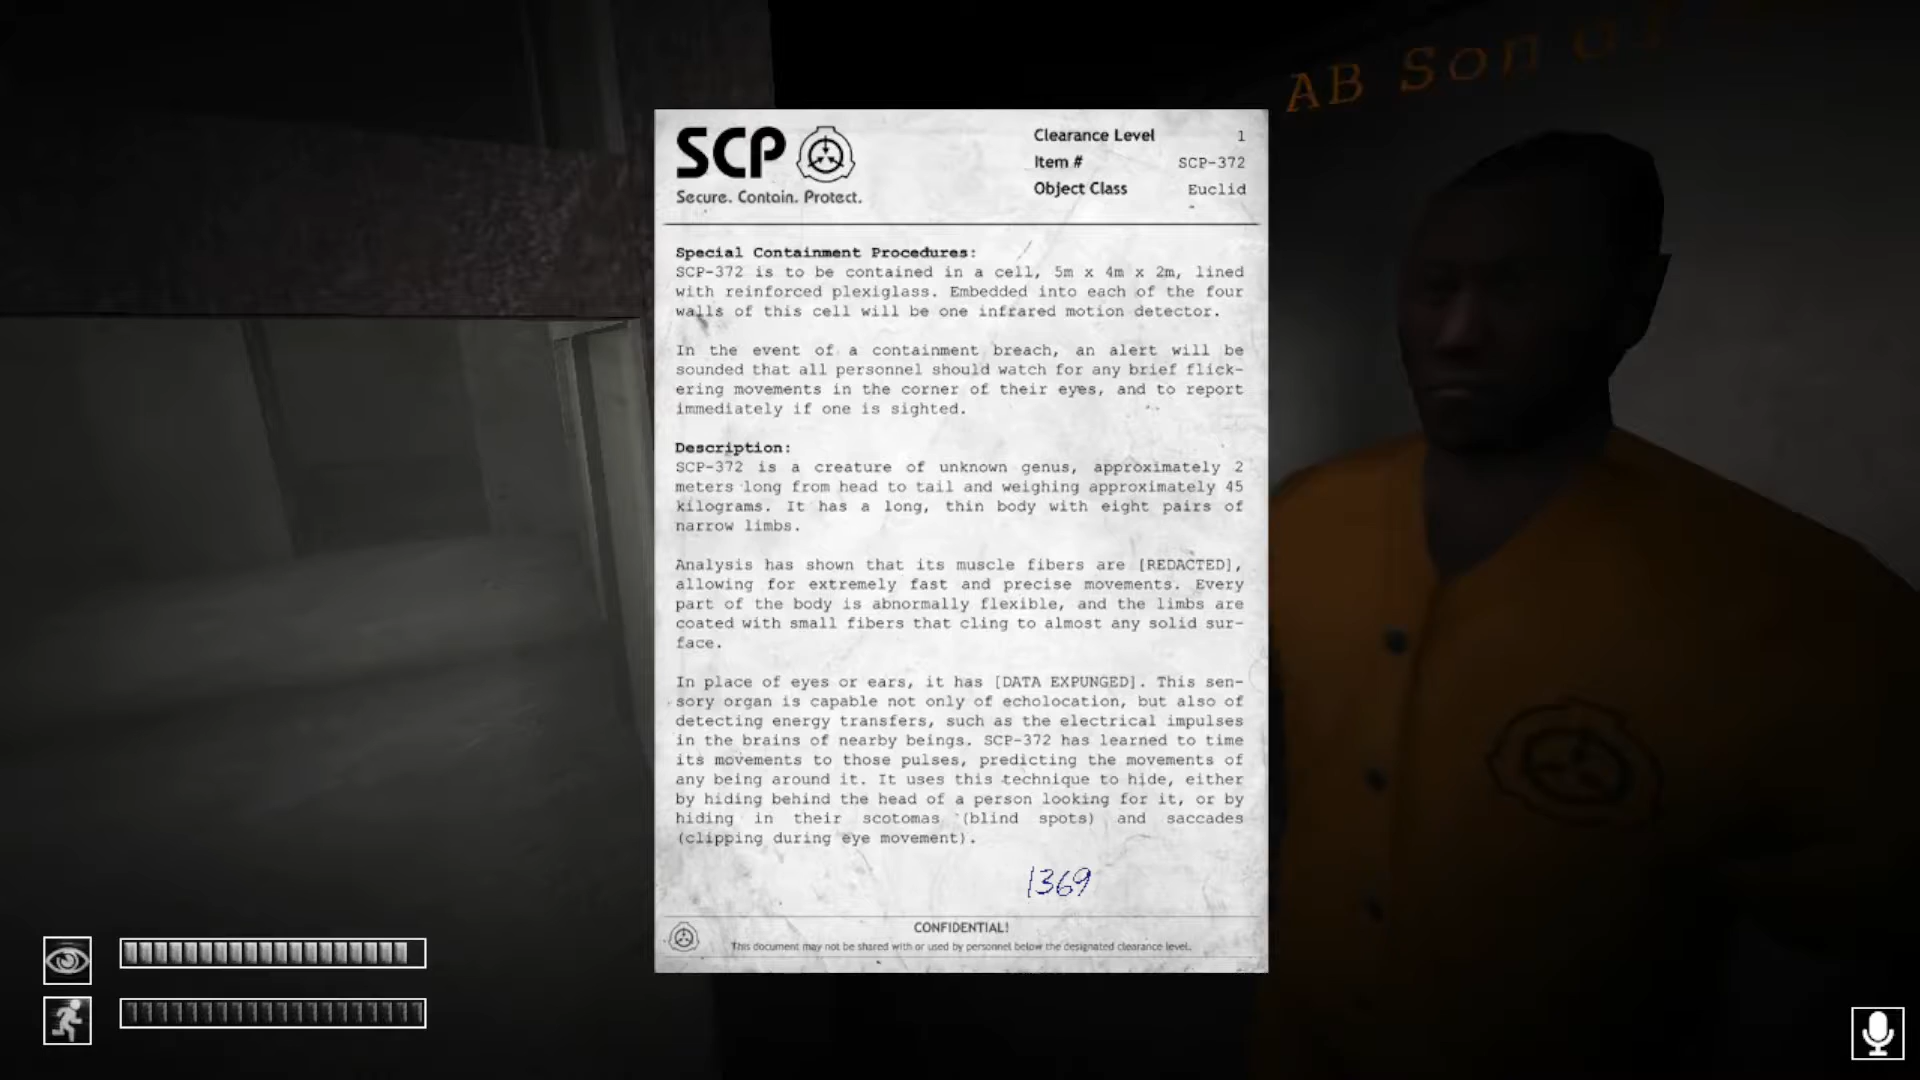 AB Son of
SCP
Secure. Contain. Protect.
Clearance Level 1
Item # SCP-372
Object Class Euclid
Special Containment Procedures:
SCP-372 is to be contained in a cell, 5m x 4m x 2m, lined
with reinforced plexiglass. Embedded into each of the four
walls of this cell will be one infrared motion detector.
In the event of a containment breach, an alert will be
sounded that all personnel should watch for any brief flick-
ering movements in the corner of their eyes, and to report
immediately if one is sighted.
Description:
SCP-372 is a creature of unknown genus, approximately 2
meters long from head to tail and weighing approximately 45
kilograms. It has a long, thin body with eight pairs of
narrow limbs.
Analysis has shown that its muscle fibers are [REDACTED],
allowing for extremely fast and precise movements. Every
part of the body is abnormally flexible, and the limbs are
coated with small fibers that cling to almost any solid sur-
face.
In place of eyes or ears, it has [DATA EXPUNGED]. This sen-
sory organ is capable not only of echolocation, but also of
detecting energy transfers, such as the electrical impulses
in the brains of nearby beings. SCP-372 has learned to time
its movements to those pulses, predicting the movements of
any being around it. It uses this technique to hide, either
by hiding behind the head of a person looking for it, or by
hiding in their scotomas (blind spots) and saccades
(clipping during eye movement).
1369
CONFIDENTIAL!
This document may not be shared with or used by personnel below the designated clearance level.